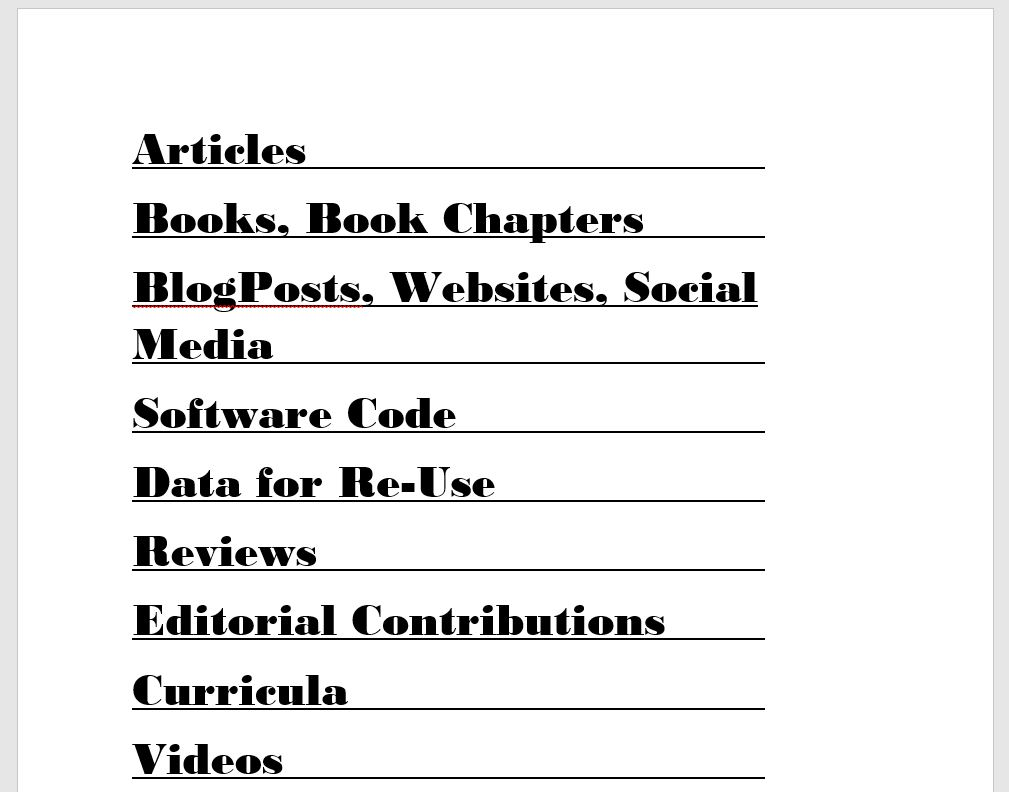 Articles
Books, Book Chapters
BlogPosts, Websites, Social
Media
Software Code
Data for Re-Use
Reviews
Editorial Contributions
Curricula
Videos